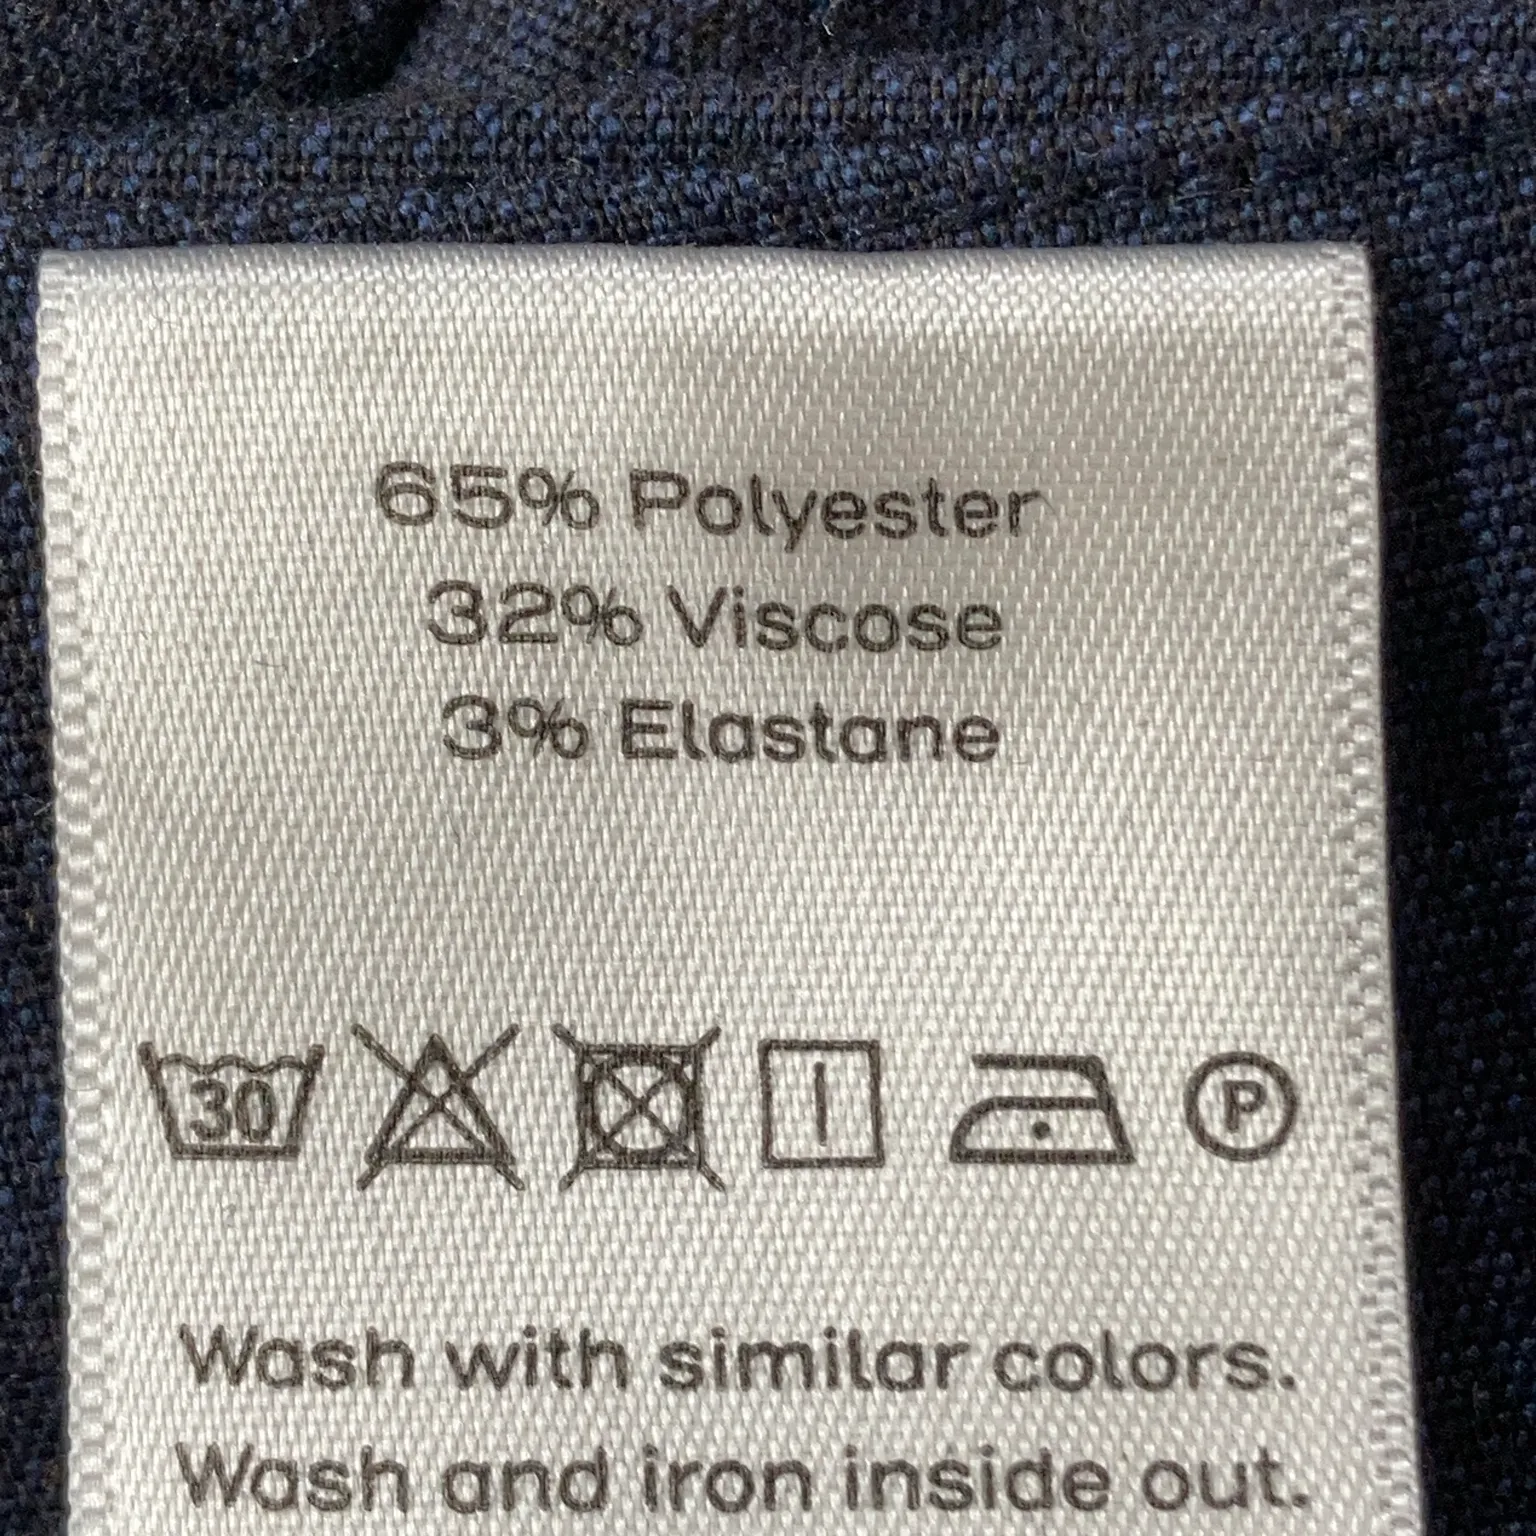 65% Polyester
32% Viscose
3% Elastane
30 P
Wash with similar colors.
Wash and iron inside out.